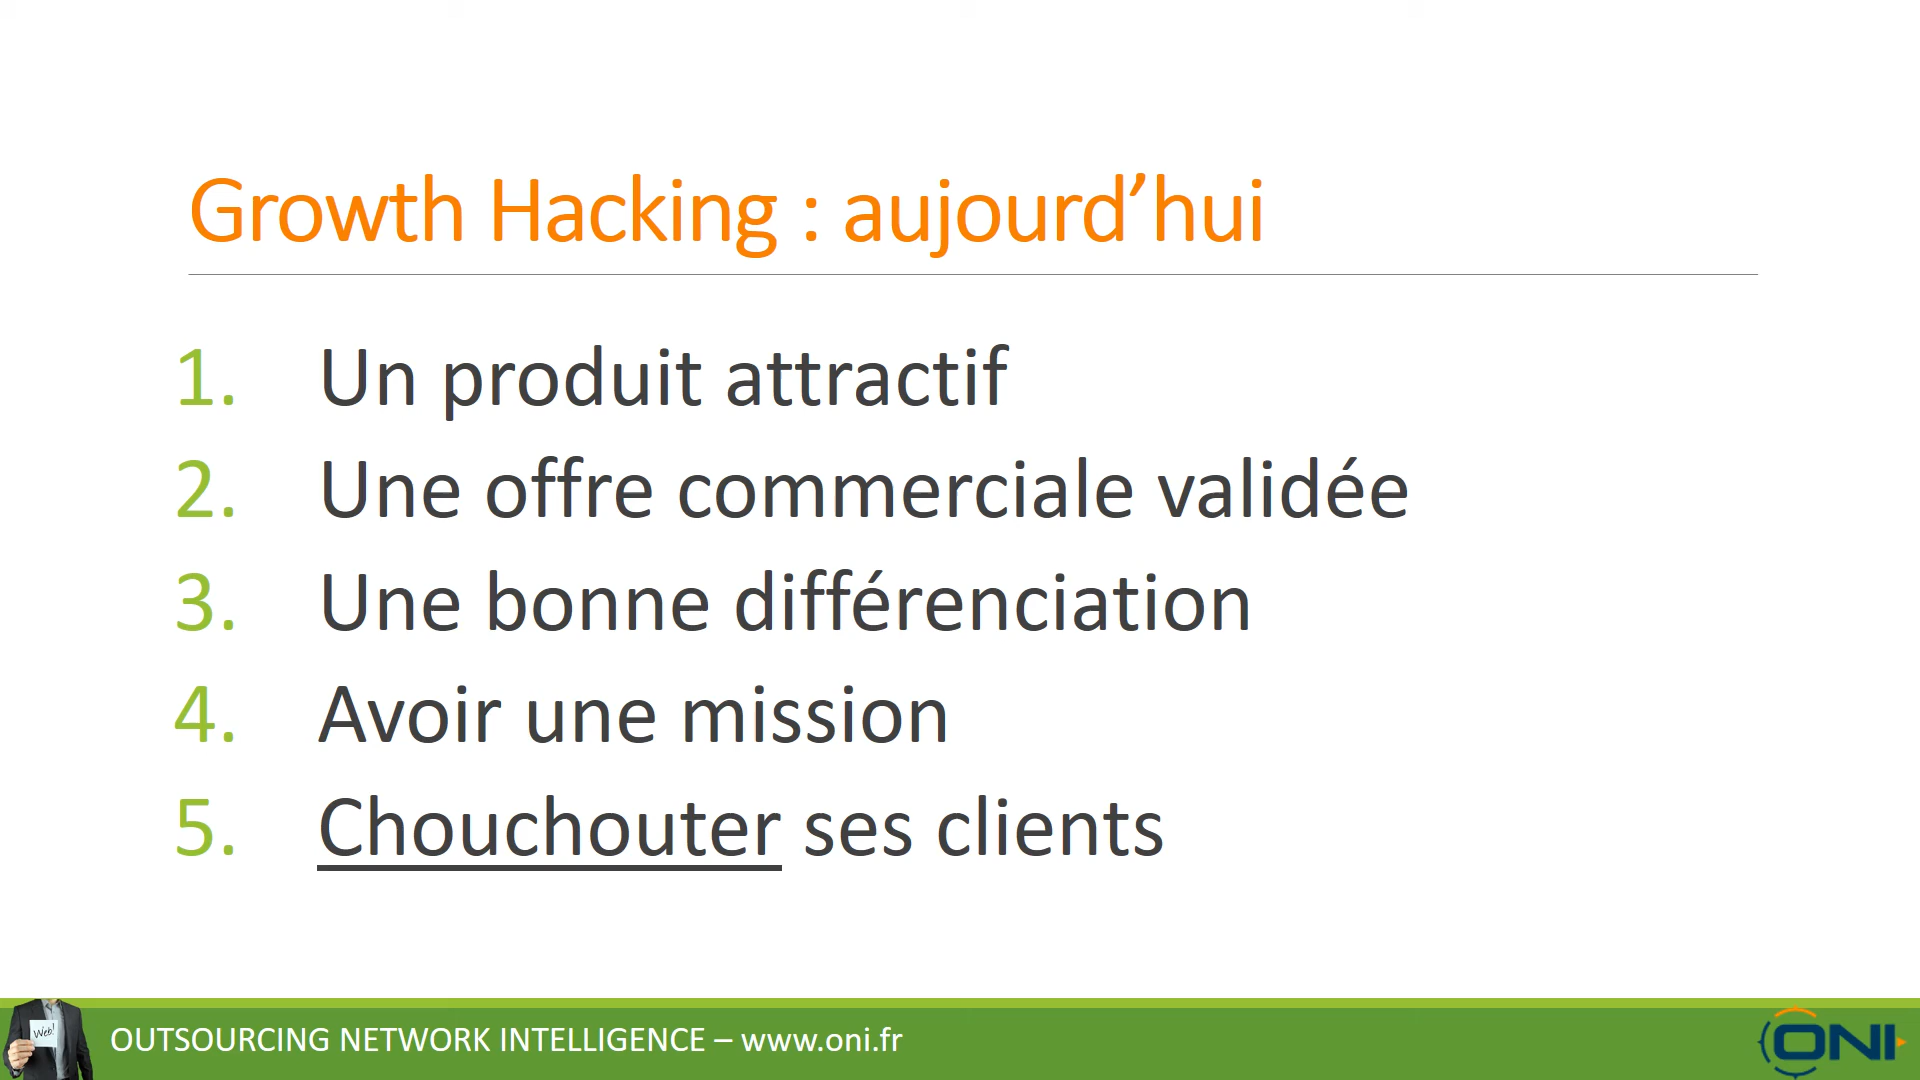 Growth Hacking : aujourd’hui
1. Un produit attractif
2. Une offre commerciale validée
3. Une bonne différenciation
4. Avoir une mission
5. Chouchouter ses clients
Web!
OUTSOURCING NETWORK INTELLIGENCE – www.oni.fr
ONI